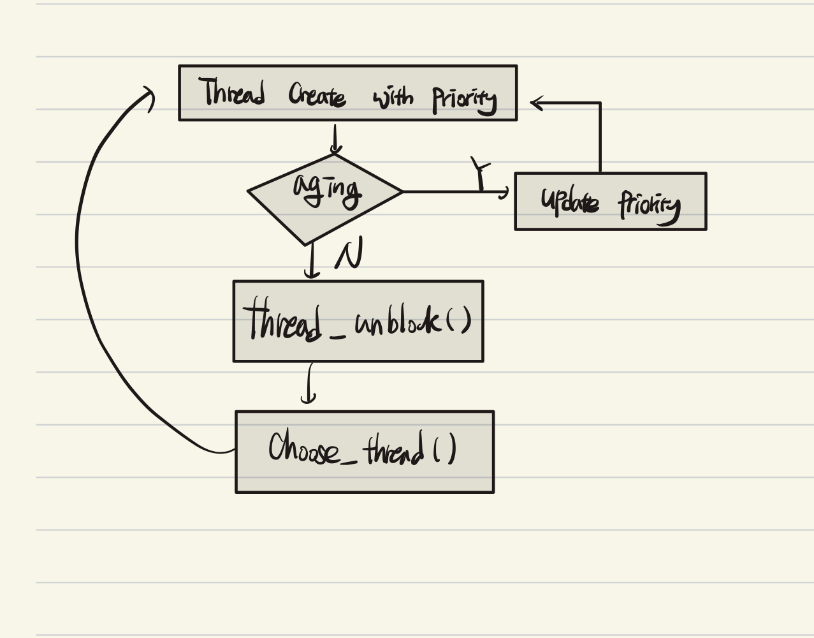 Thread Create with Priority
aging
Y
Update Priority
N
thread_unblock()
Choose_thread()